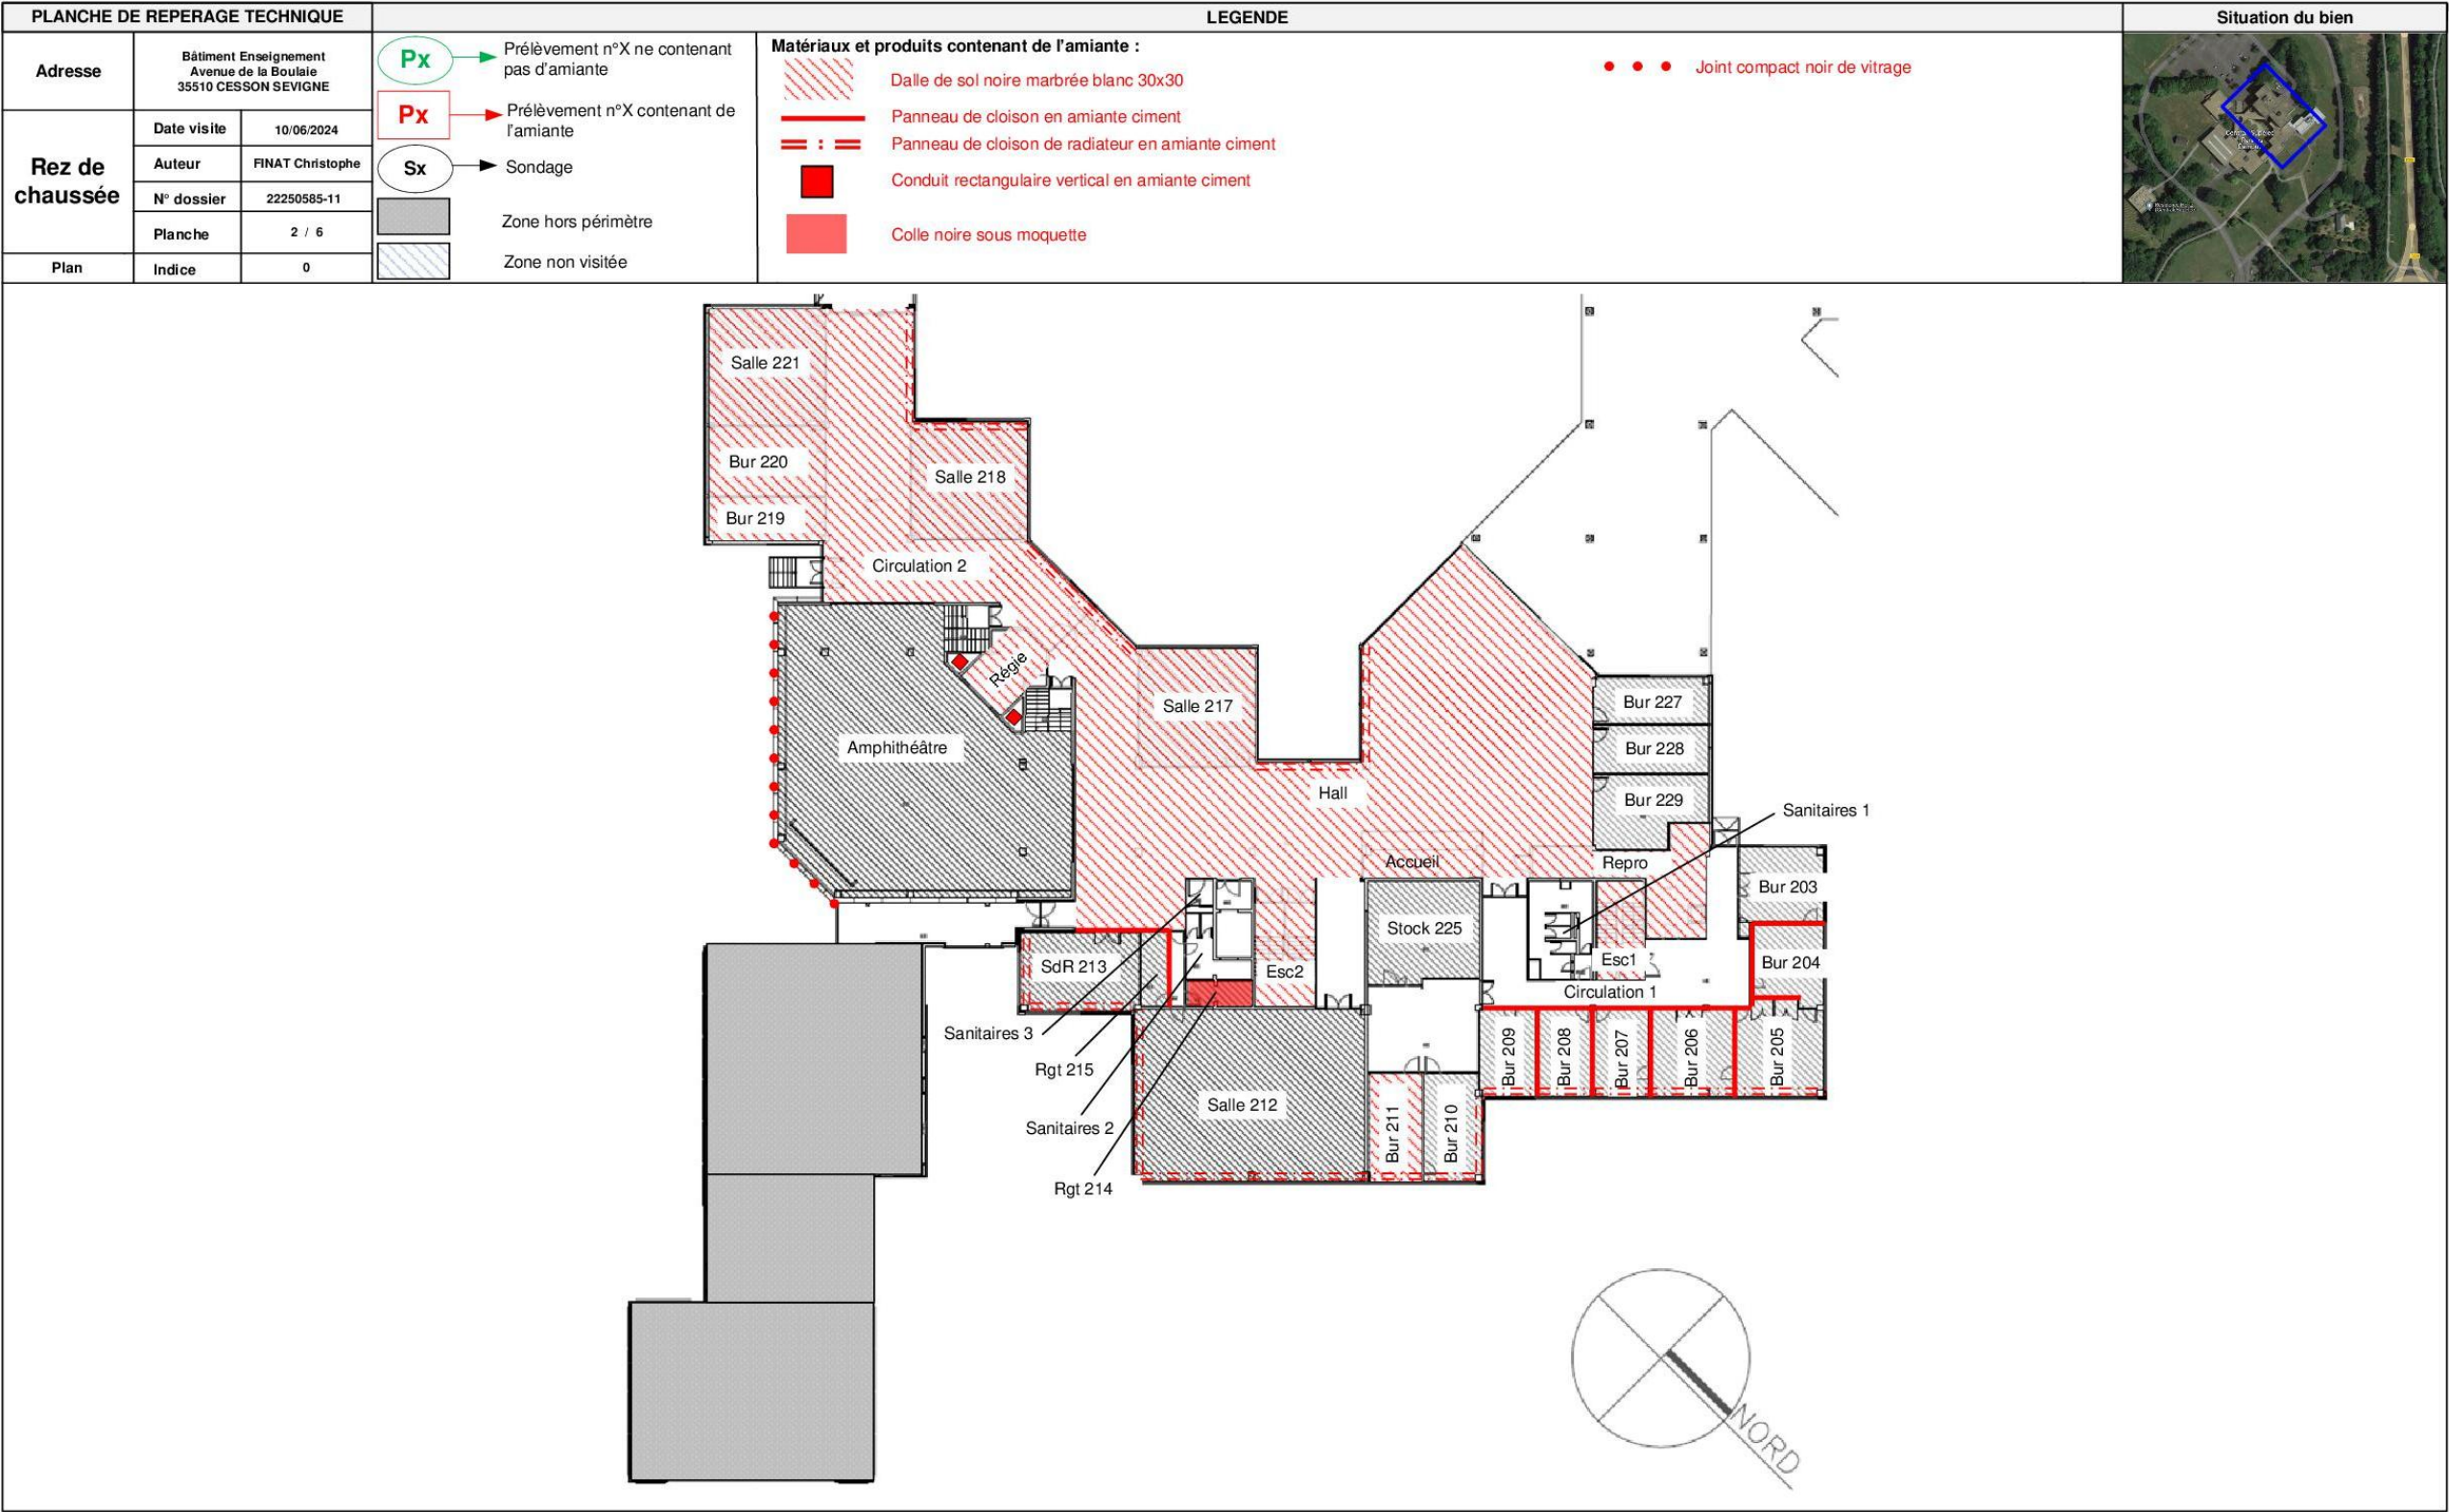 PLANCHE DE REPERAGE TECHNIQUE
LEGENDE
Situation du bien
Adresse
Bâtiment Enseignement
Avenue de la Boulaie
35510 CESSON SEVIGNE
Rez de
chaussée
Date visite
10/06/2024
Auteur
FINAT Christophe
N° dossier
22250585-11
Planche
2 / 6
Plan
Indice
0
Px
Prélèvement n°X ne contenant
pas d'amiante
Px
Prélèvement n°X contenant de
l'amiante
Sx
Sondage
Zone hors périmètre
Zone non visitée
Matériaux et produits contenant de l'amiante :
Dalle de sol noire marbrée blanc 30x30
Panneau de cloison en amiante ciment
Panneau de cloison de radiateur en amiante ciment
Conduit rectangulaire vertical en amiante ciment
Colle noire sous moquette
Joint compact noir de vitrage
Salle 221
Bur 220
Salle 218
Bur 219
Circulation 2
Régie
Salle 217
Bur 227
Amphithéâtre
Bur 228
Hall
Bur 229
Sanitaires 1
Accueil
Repro
Bur 203
Stock 225
SdR 213
Esc2
Esc1
Bur 204
Circulation 1
Sanitaires 3
Rgt 215
Bur 209
Bur 208
Bur 207
Bur 206
Bur 205
Salle 212
Sanitaires 2
Bur 211
Bur 210
Rgt 214
NORD